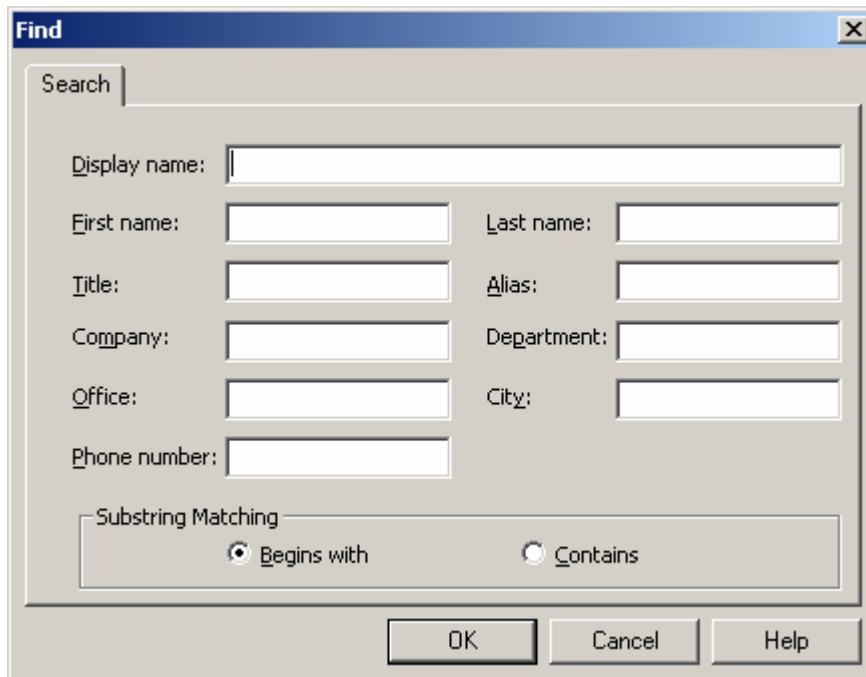 Find
Search
Display name:
First name: Last name:
Title: Alias:
Company: Department:
Office: City:
Phone number:
Substring Matching
Begins with Contains
OK Cancel Help